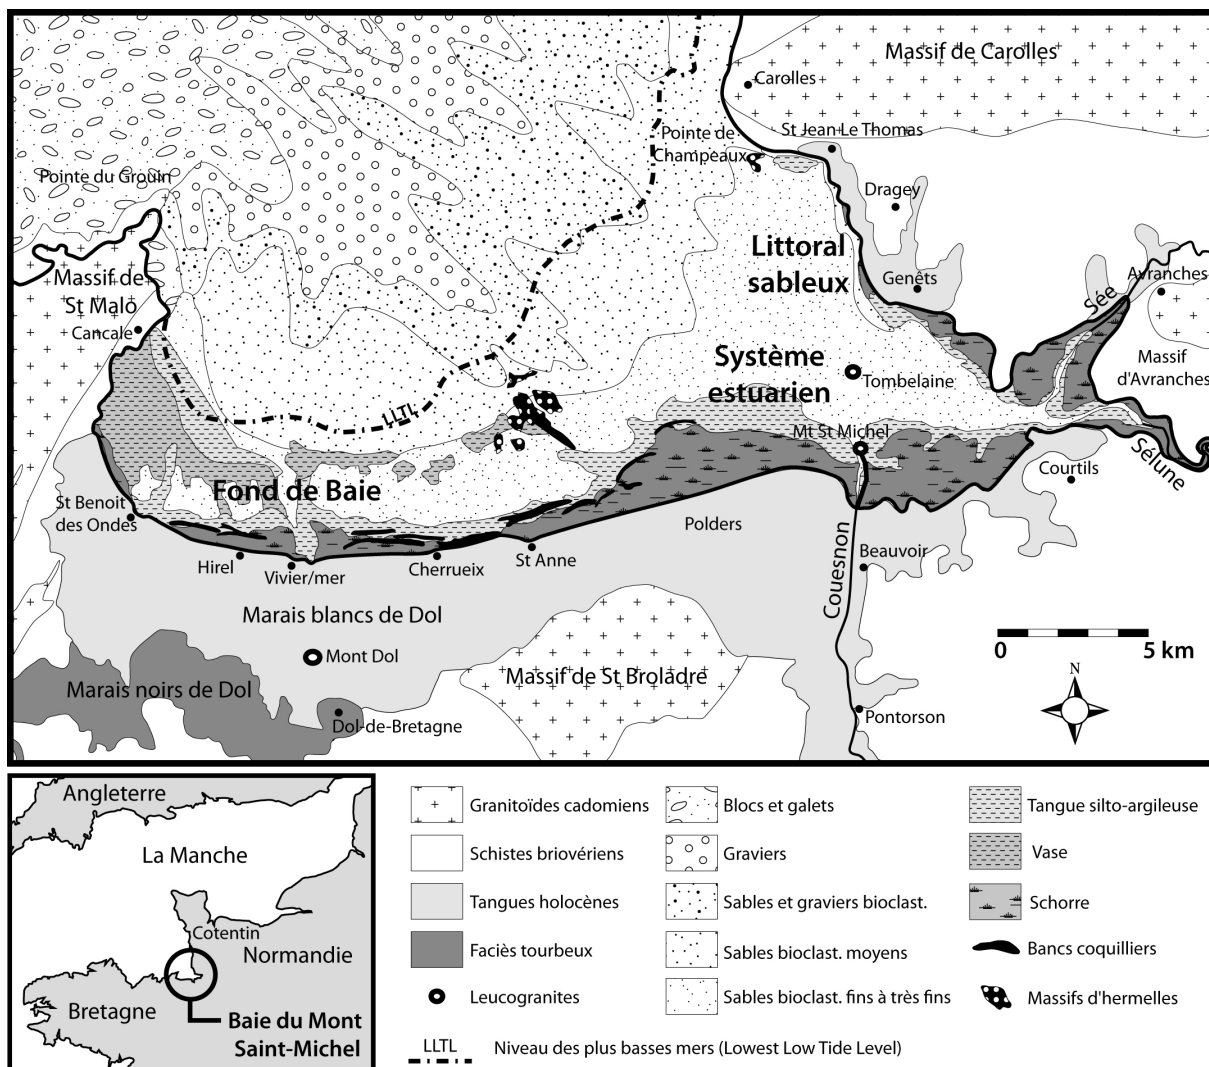 Massif de Carolles
Carolles
Pointe de
Champeaux
St Jean Le Thomas
Pointe du Grouin
Dragey
Littoral
sableux
Genêts
Avranches
Massif de
St Malo
Cancale
Sée
Système
estuarien
Tombelaine
Massif
d'Avranches
LLTL
Mt St Michel
Sélune
Courtils
Fond de Baie
St Benoit
des Ondes
Polders
Hirel
Vivier/mer
Cherrueix
St Anne
Beauvoir
Couesnon
Marais blancs de Dol
0
5 km
Mont Dol
Massif de St Broladre
Marais noirs de Dol
N
Dol-de-Bretagne
Pontorson
Angleterre
La Manche
Cotentin
Normandie
Bretagne
Baie du Mont
Saint-Michel
Granitoïdes cadomiens
Schistes briovériens
Tangues holocènes
Faciès tourbeux
Leucogranites
Blocs et galets
Graviers
Sables et graviers bioclast.
Sables bioclast. moyens
Sables bioclast. fins à très fins
Tangue silto-argileuse
Vase
Schorre
Bancs coquilliers
Massifs d'hermelles
LLTL
Niveau des plus basses mers (Lowest Low Tide Level)